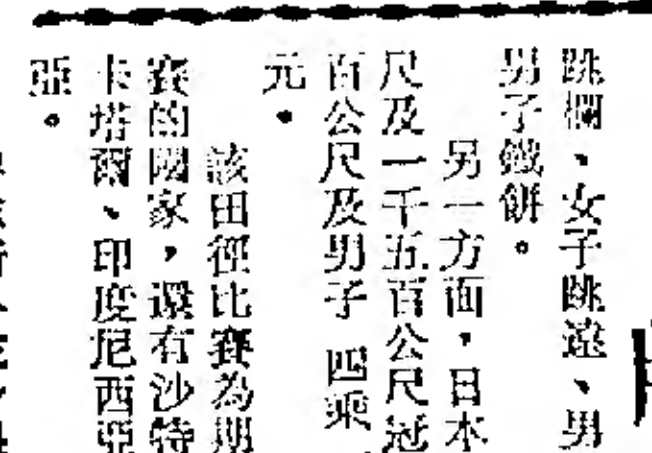 跳欄、女子跳遠、男
男子鐵餅。
另一方面，日本
尺及一千五百公尺冠
百公尺及男子四乘
元。
該田徑比賽為期
賽的國家，還有沙特
卡塔爾、印度尼西亞
亞。